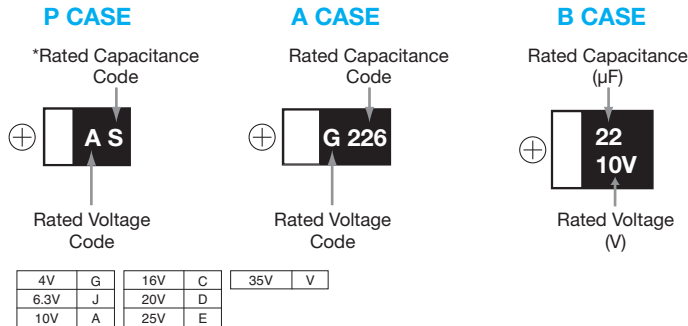 P CASE
A CASE
B CASE
*Rated Capacitance
Code
Rated Capacitance
Code
Rated Capacitance
(µF)
A S
G 226
22
10V
Rated Voltage
Code
Rated Voltage
Code
Rated Voltage
(V)
4V G 16V C 35V V
6.3V J 20V D
10V A 25V E